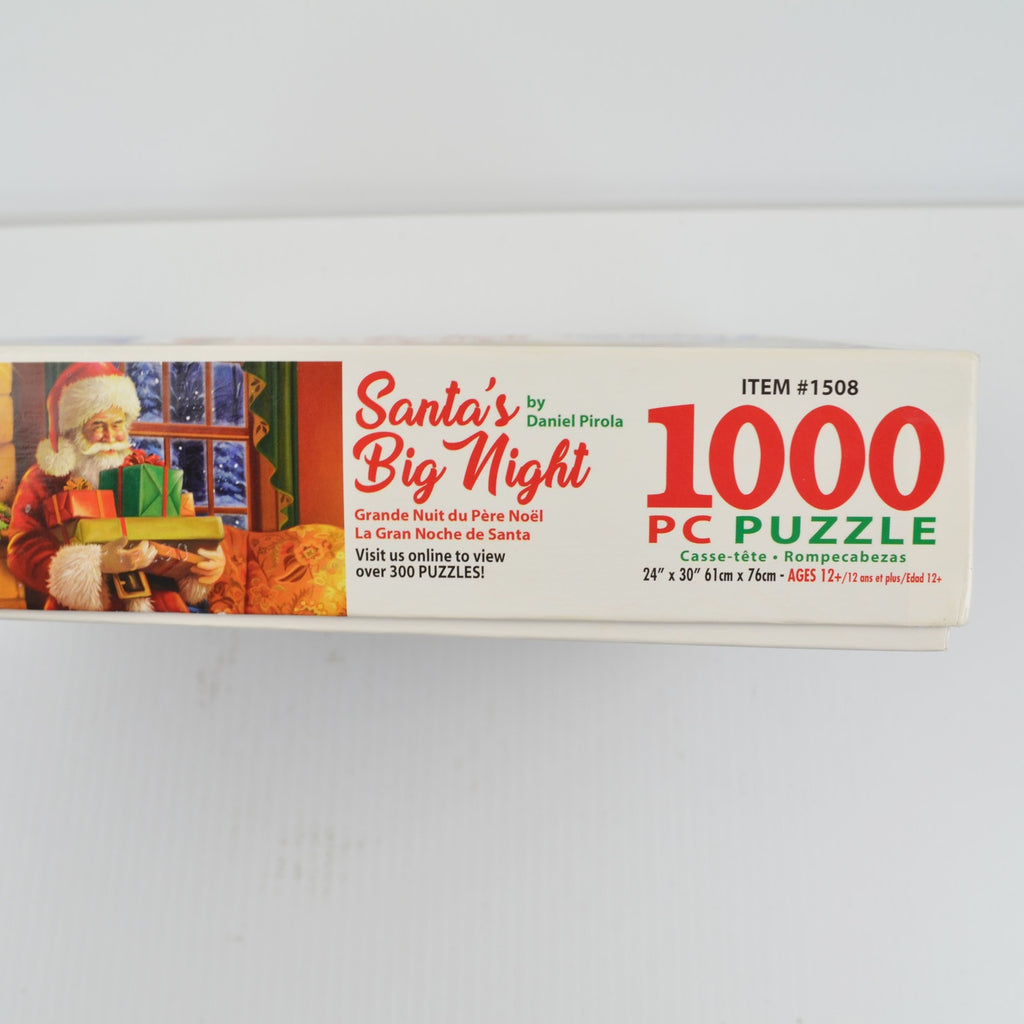 Santa's
Big Night
by
Daniel Pirola
Grande Nuit du Père Noël
La Gran Noche de Santa
Visit us online to view
over 300 PUZZLES!
ITEM #1508
1000
PC PUZZLE
Casse-tête • Rompecabezas
24" x 30" 61cm x 76cm - AGES 12+/12 ans et plus/Edad 12+